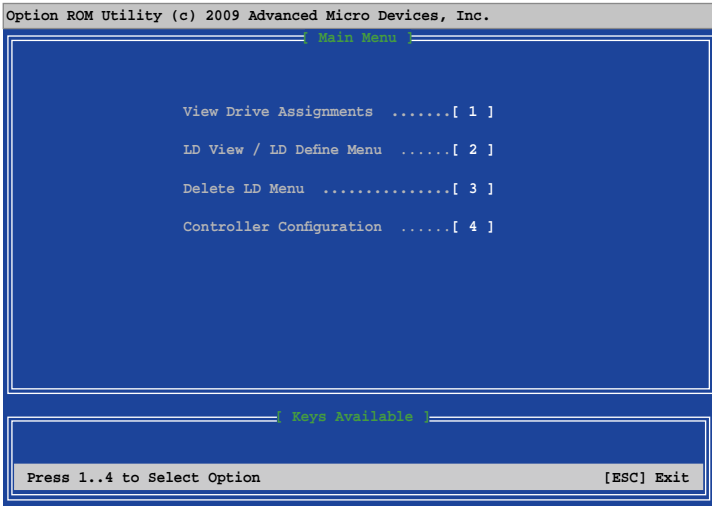 Option ROM Utility (c) 2009 Advanced Micro Devices, Inc.
[ Main Menu ]
View Drive Assignments .......[ 1 ]
LD View / LD Define Menu ......[ 2 ]
Delete LD Menu ...............[ 3 ]
Controller Configuration ......[ 4 ]
[ Keys Available ]
Press 1..4 to Select Option [ESC] Exit